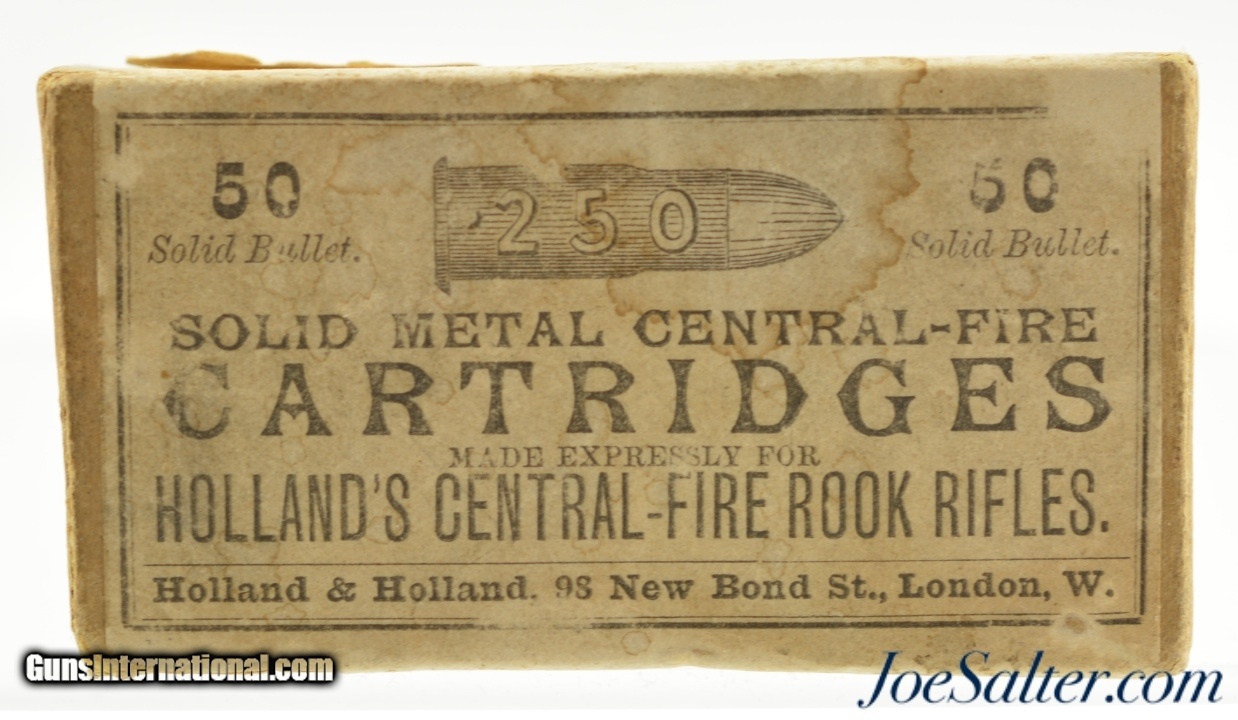 50
Solid Bullet.
250
50
Solid Bullet.
SOLID METAL CENTRAL-FIRE
CARTRIDGES
MADE EXPRESSLY FOR
HOLLAND'S CENTRAL-FIRE ROOK RIFLES.
Holland & Holland. 98 New Bond St., London, W.
GunsInternational.com
JoeSalter.com